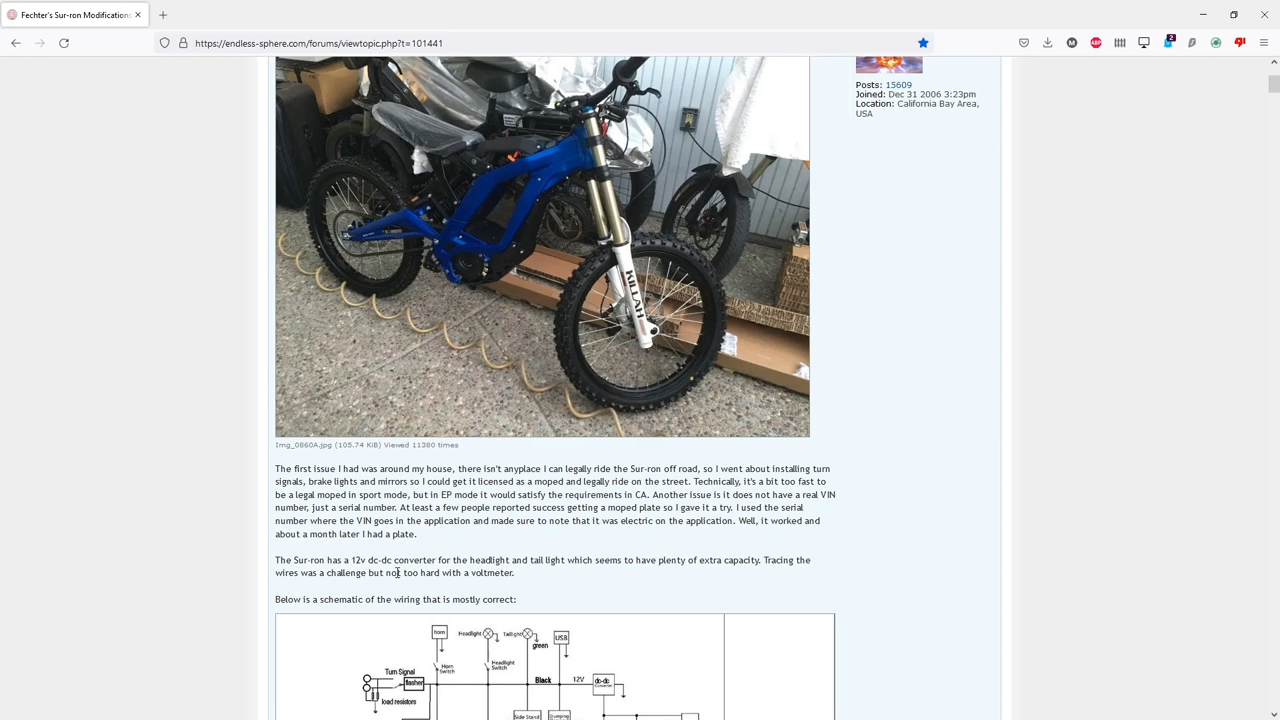 Fechter's Sur-ron Modifications
https://endless-sphere.com/forums/viewtopic.php?t=101441
2
Posts: 15609
Joined: Dec 31 2006 3:23pm
Location: California Bay Area,
USA
KILLAH
Img_0860A.jpg (105.74 KiB) Viewed 11380 times
The first issue I had was around my house, there isn't anyplace I can legally ride the Sur-ron off road, so I went about installing turn
signals, brake lights and mirrors so I could get it licensed as a moped and legally ride on the street. Technically, it's a bit too fast to
be a legal moped in sport mode, but in EP mode it would satisfy the requirements in CA. Another issue is it does not have a real VIN
number, just a serial number. At least a few people reported success getting a moped plate so I gave it a try. I used the serial
number where the VIN goes in the application and made sure to note that it was electric on the application. Well, it worked and
about a month later I had a plate.
The Sur-ron has a 12v dc-dc converter for the headlight and tail light which seems to have plenty of extra capacity. Tracing the
wires was a challenge but not too hard with a voltmeter.
Below is a schematic of the wiring that is mostly correct:
horn
Headlight
Taillight
green
USB
Horn
Switch
Headlight
Switch
Turn Signal
flasher
load resistors
Black
12V
dc-dc
Converter
Side Stand